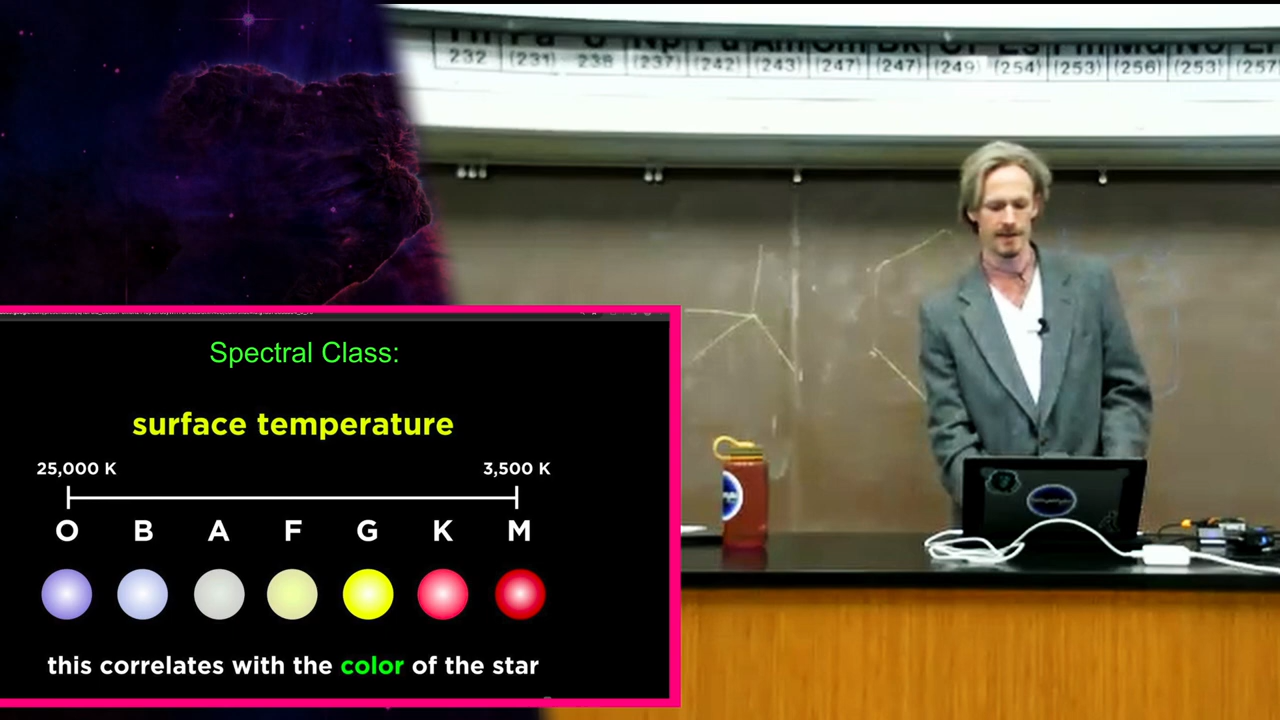 232 (231) 238 (237) (242) (243) (247) (247) (249) (254) (253) (256) (253) (257
Spectral Class:
surface temperature
25,000 K 3,500 K
O B A F G K M
this correlates with the color of the star